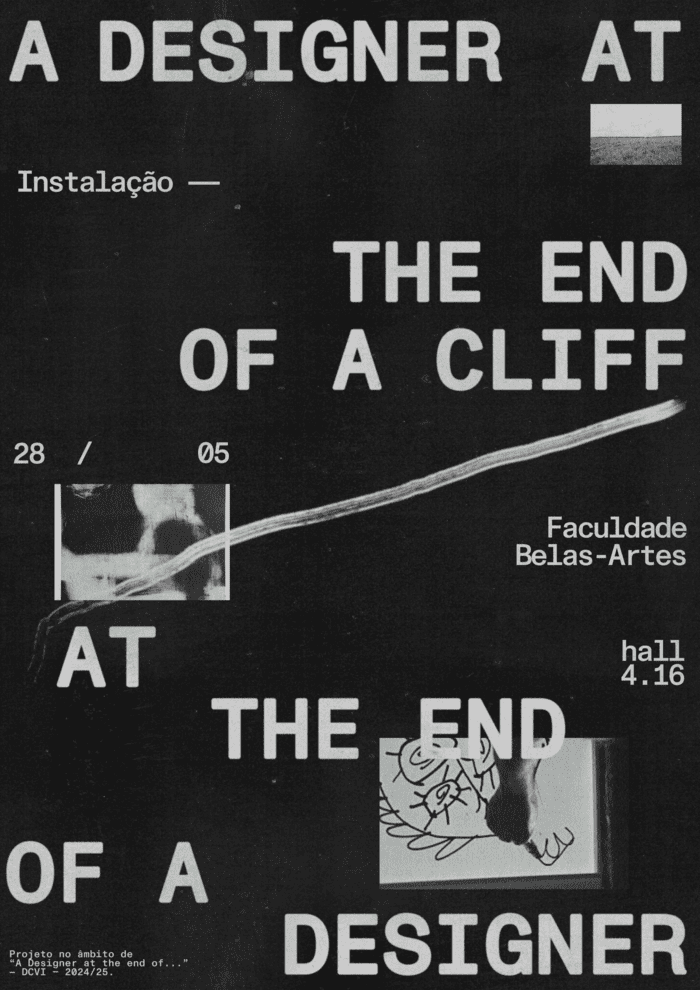 A DESIGNER AT
Instalação —
THE END
OF A CLIFF
28 / 05
Faculdade
Belas-Artes
AT
hall
4.16
THE END
OF A
DESIGNER
Projeto no âmbito de
"A Designer at the end of..."
— DCVI — 2024/25.